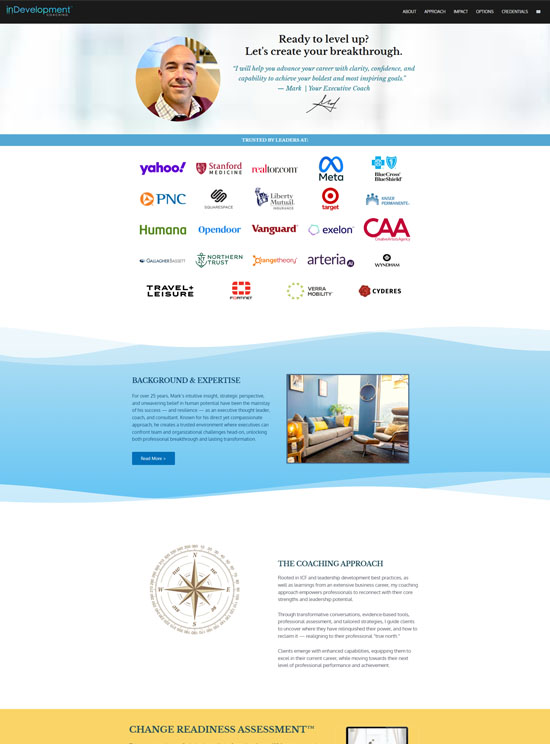 inDevelopment
COACHING
ABOUT APPROACH IMPACT OPTIONS CREDENTIALS
Ready to level up?
Let's create your breakthrough.
"I will help you advance your career with clarity, confidence, and
capability to achieve your boldest and most inspiring goals."
— Mark | Your Executive Coach
TRUSTED BY LEADERS AT:
yahoo! Stanford MEDICINE realtor.com Meta BlueCross BlueShield
PNC SQUARESPACE Liberty Mutual INSURANCE target KAISER PERMANENTE
Humana Opendoor Vanguard exelon CAA Creative Artists Agency
GALLAGHER BASSETT NORTHERN TRUST Orangetheory arteria AI WYNDHAM
TRAVEL+ LEISURE FORTINET VERRA MOBILITY CYDERES
BACKGROUND & EXPERTISE
For over 25 years, Mark's intuitive insight, strategic perspective,
and unwavering belief in human potential have been the mainstay
of his success — and resilience — as an executive thought leader,
coach, and consultant. Known for his direct yet compassionate
approach, he creates a trusted environment where executives can
confront team and organizational challenges head-on, unlocking
both professional breakthrough and lasting transformation.
Read More »
N
W E
S
THE COACHING APPROACH
Rooted in ICF and leadership development best practices, as
well as learnings from an extensive business career, my coaching
approach empowers professionals to reconnect with their core
strengths and leadership potential.
Through transformative conversations, evidence-based tools,
professional assessment, and tailored strategies, I guide clients
to uncover where they have relinquished their power, and how to
reclaim it — realigning to their professional "true north."
Clients emerge with enhanced capabilities, equipping them to
excel in their current career, while moving towards their next
level of professional performance and achievement.
CHANGE READINESS ASSESSMENT™